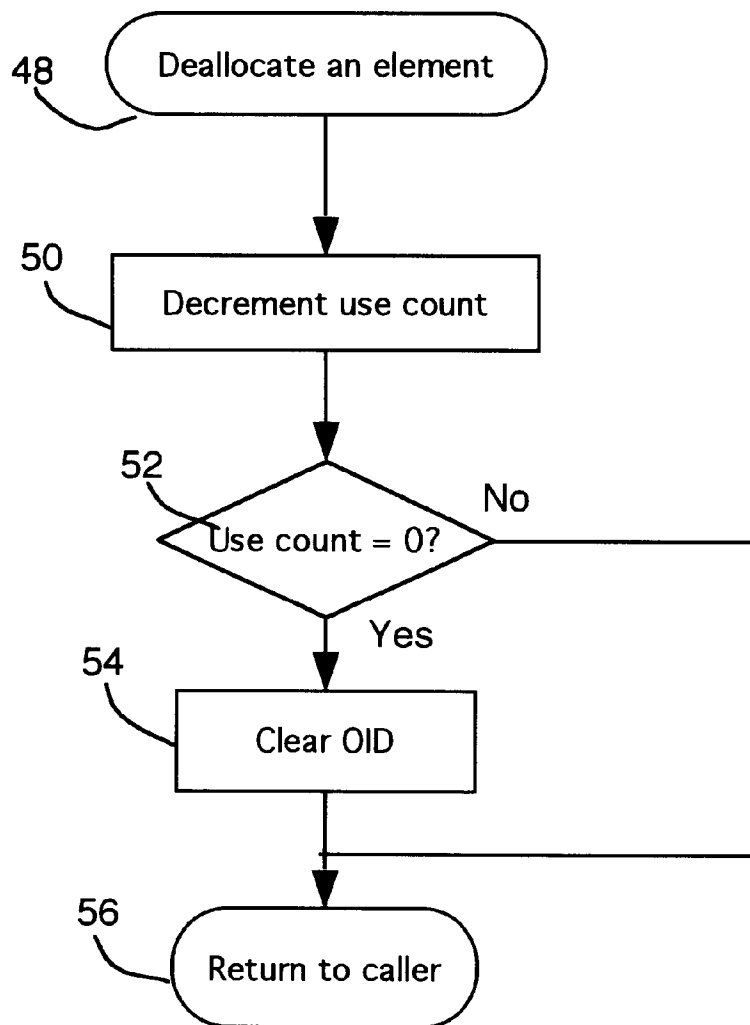 Deallocate an element
48
50
Decrement use count
52
No
Use count = 0?
Yes
54
Clear OID
56
Return to caller